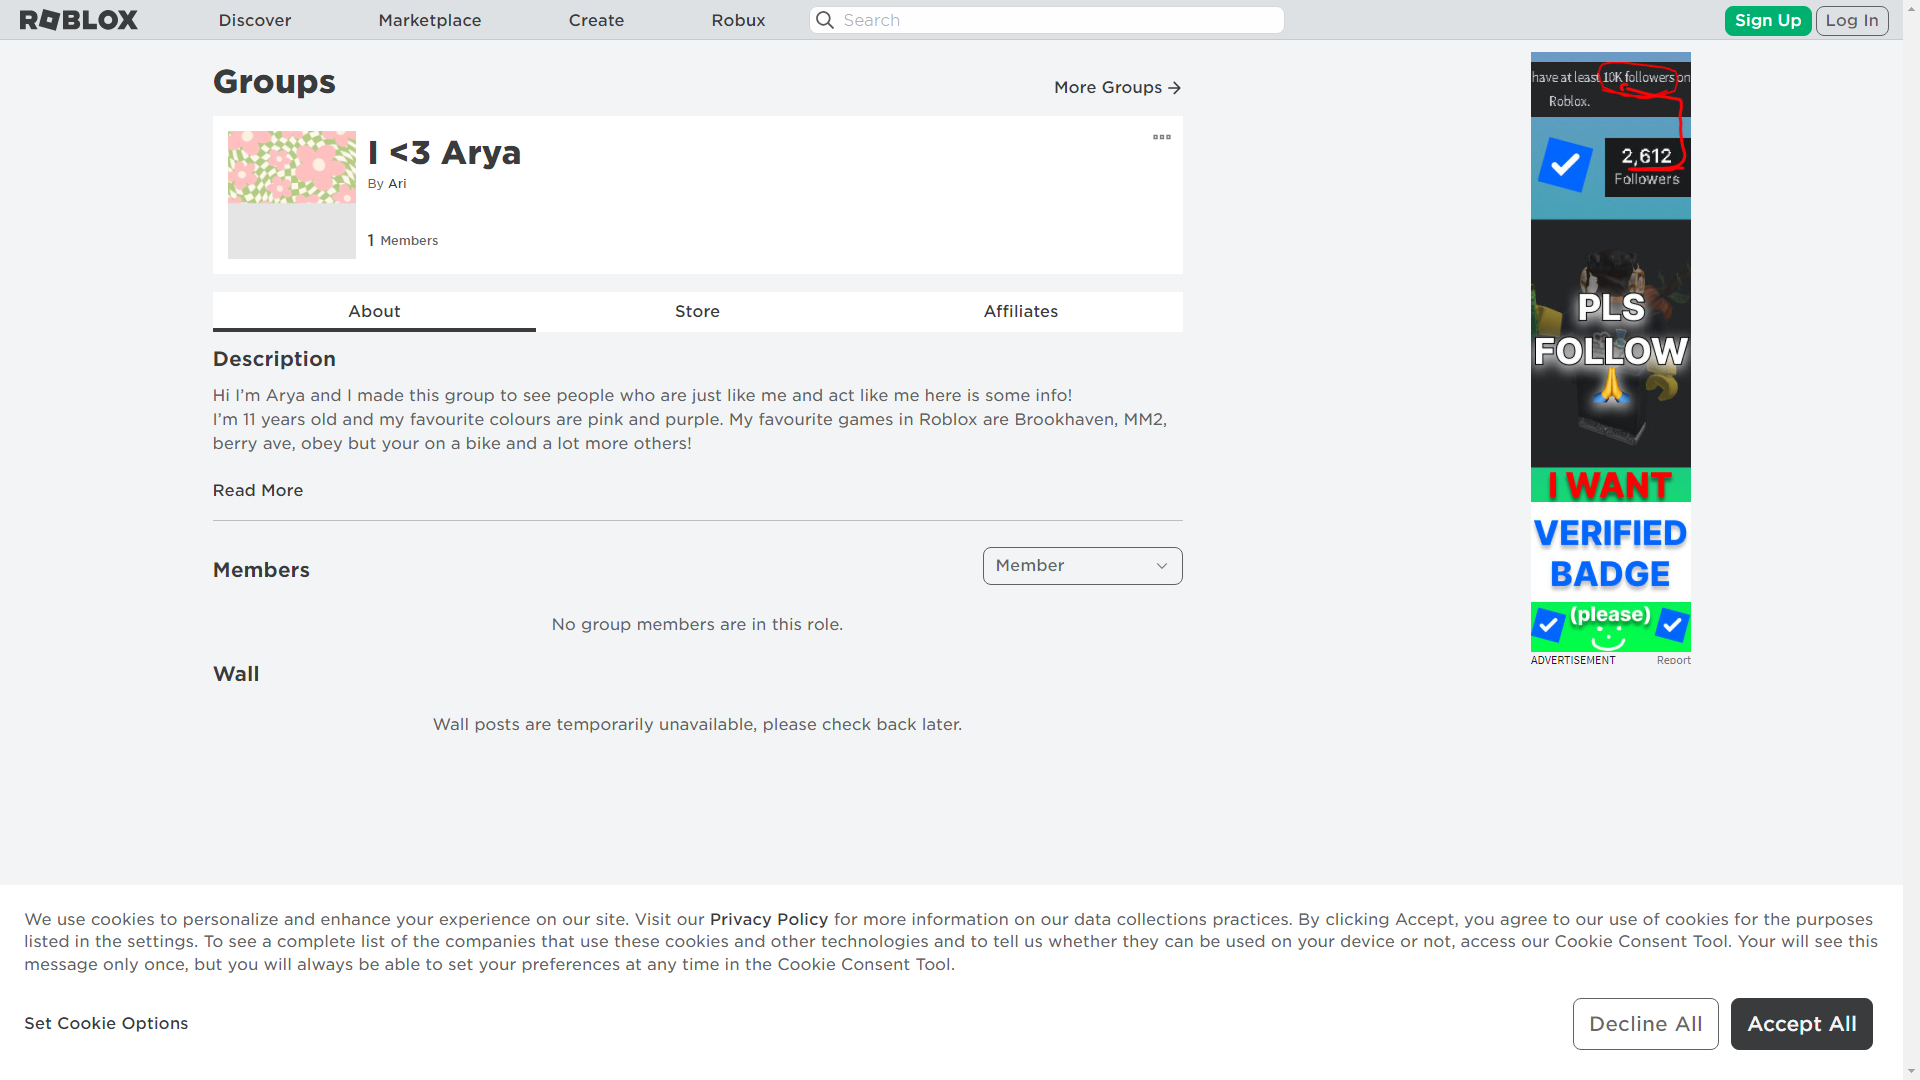 ROBLOX Discover Marketplace Create Robux Search Sign Up Log In
Groups
More Groups
I <3 Arya
By Ari
1 Members
About Store Affiliates
Description
Hi I’m Arya and I made this group to see people who are just like me and act like me here is some info!
I’m 11 years old and my favourite colours are pink and purple. My favourite games in Roblox are Brookhaven, MM2,
berry ave, obey but your on a bike and a lot more others!
Read More
Members
Member
No group members are in this role.
Wall
Wall posts are temporarily unavailable, please check back later.
have at least 10K followers on
Roblox.
2,612
Followers
PLS
FOLLOW
I WANT
VERIFIED
BADGE
(please)
ADVERTISEMENT Report
We use cookies to personalize and enhance your experience on our site. Visit our Privacy Policy for more information on our data collections practices. By clicking Accept, you agree to our use of cookies for the purposes
listed in the settings. To see a complete list of the companies that use these cookies and other technologies and to tell us whether they can be used on your device or not, access our Cookie Consent Tool. Your will see this
message only once, but you will always be able to set your preferences at any time in the Cookie Consent Tool.
Set Cookie Options
Decline All
Accept All